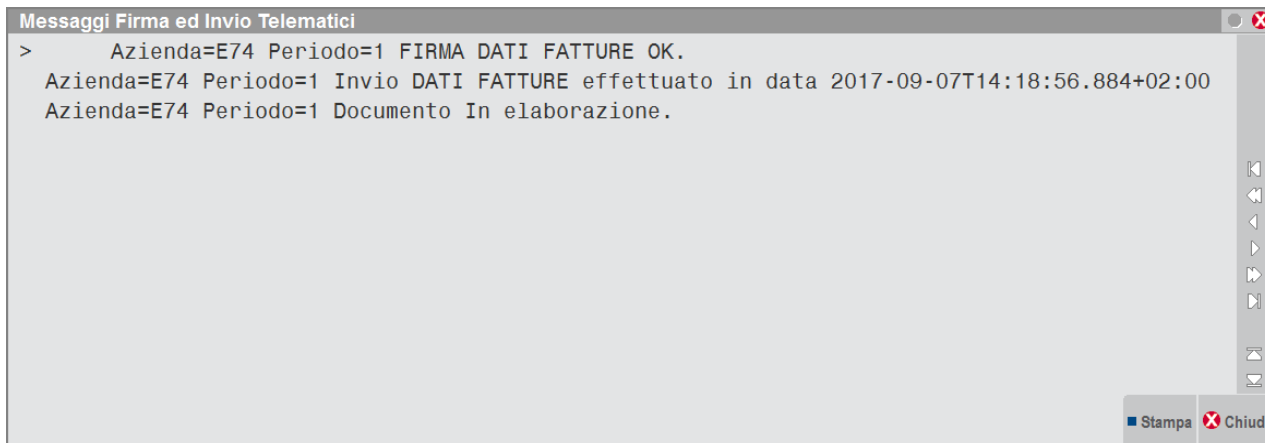 Messaggi Firma ed Invio Telematici
> Azienda=E74 Periodo=1 FIRMA DATI FATTURE OK.
Azienda=E74 Periodo=1 Invio DATI FATTURE effettuato in data 2017-09-07T14:18:56.884+02:00
Azienda=E74 Periodo=1 Documento In elaborazione.
Stampa Chiud